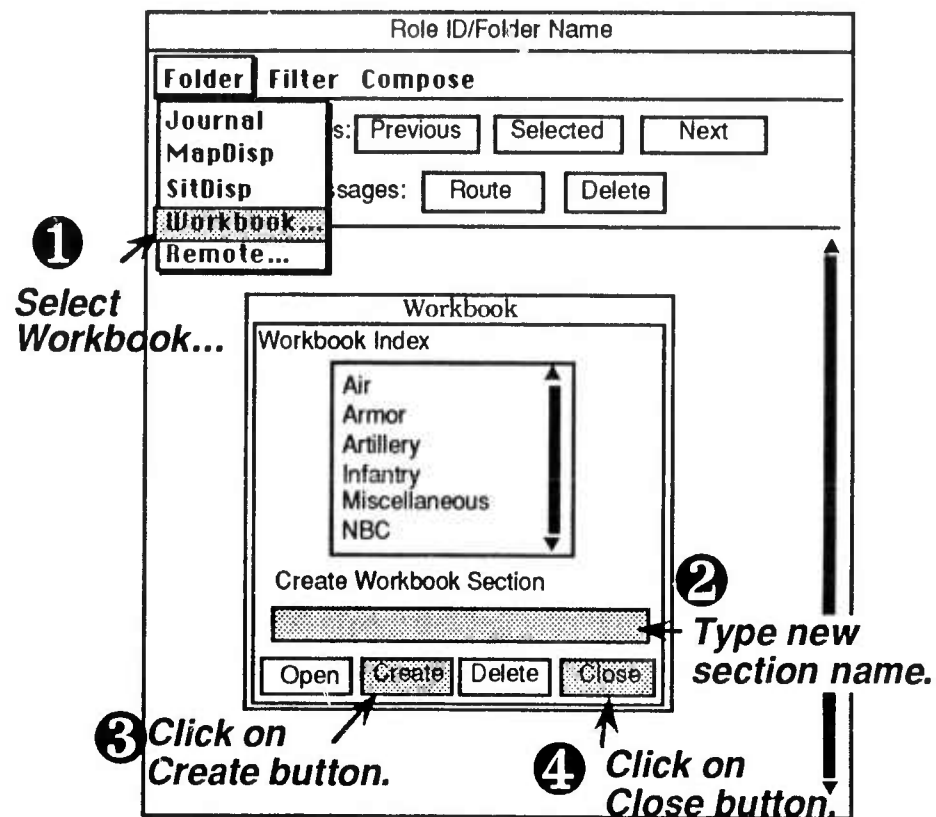 Role ID/Folder Name
Folder Filter Compose
Journal
MapDisp
SitDisp
Workbook...
Remote...
s: Previous Selected Next
ssages: Route Delete
1
Select
Workbook...
Workbook
Workbook Index
Air
Armor
Artillery
Infantry
Miscellaneous
NBC
Create Workbook Section
2
Type new
section name.
Open Create Delete Close
3 Click on
Create button.
4 Click on
Close button.